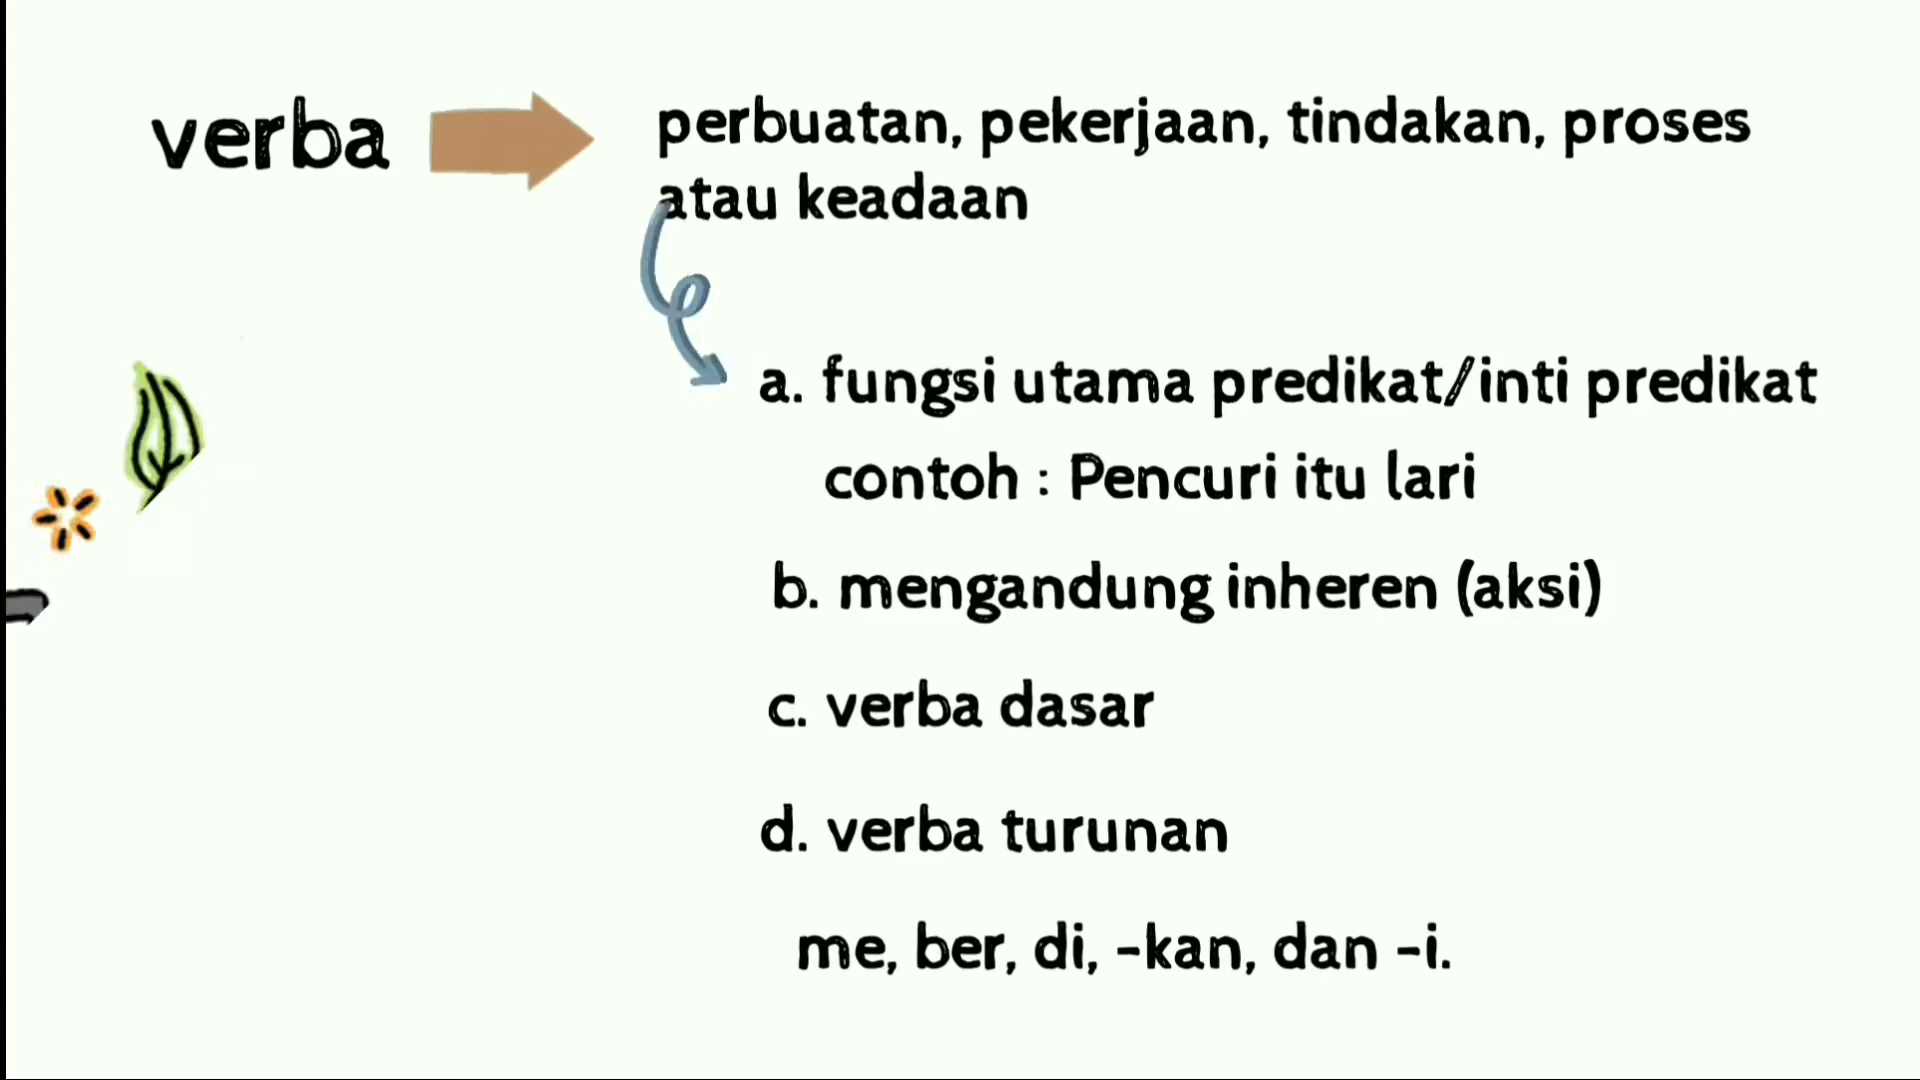 verba
perbuatan, pekerjaan, tindakan, proses
atau keadaan
a. fungsi utama predikat/inti predikat
contoh : Pencuri itu lari
b. mengandung inheren (aksi)
c. verba dasar
d. verba turunan
me, ber, di, -kan, dan -i.